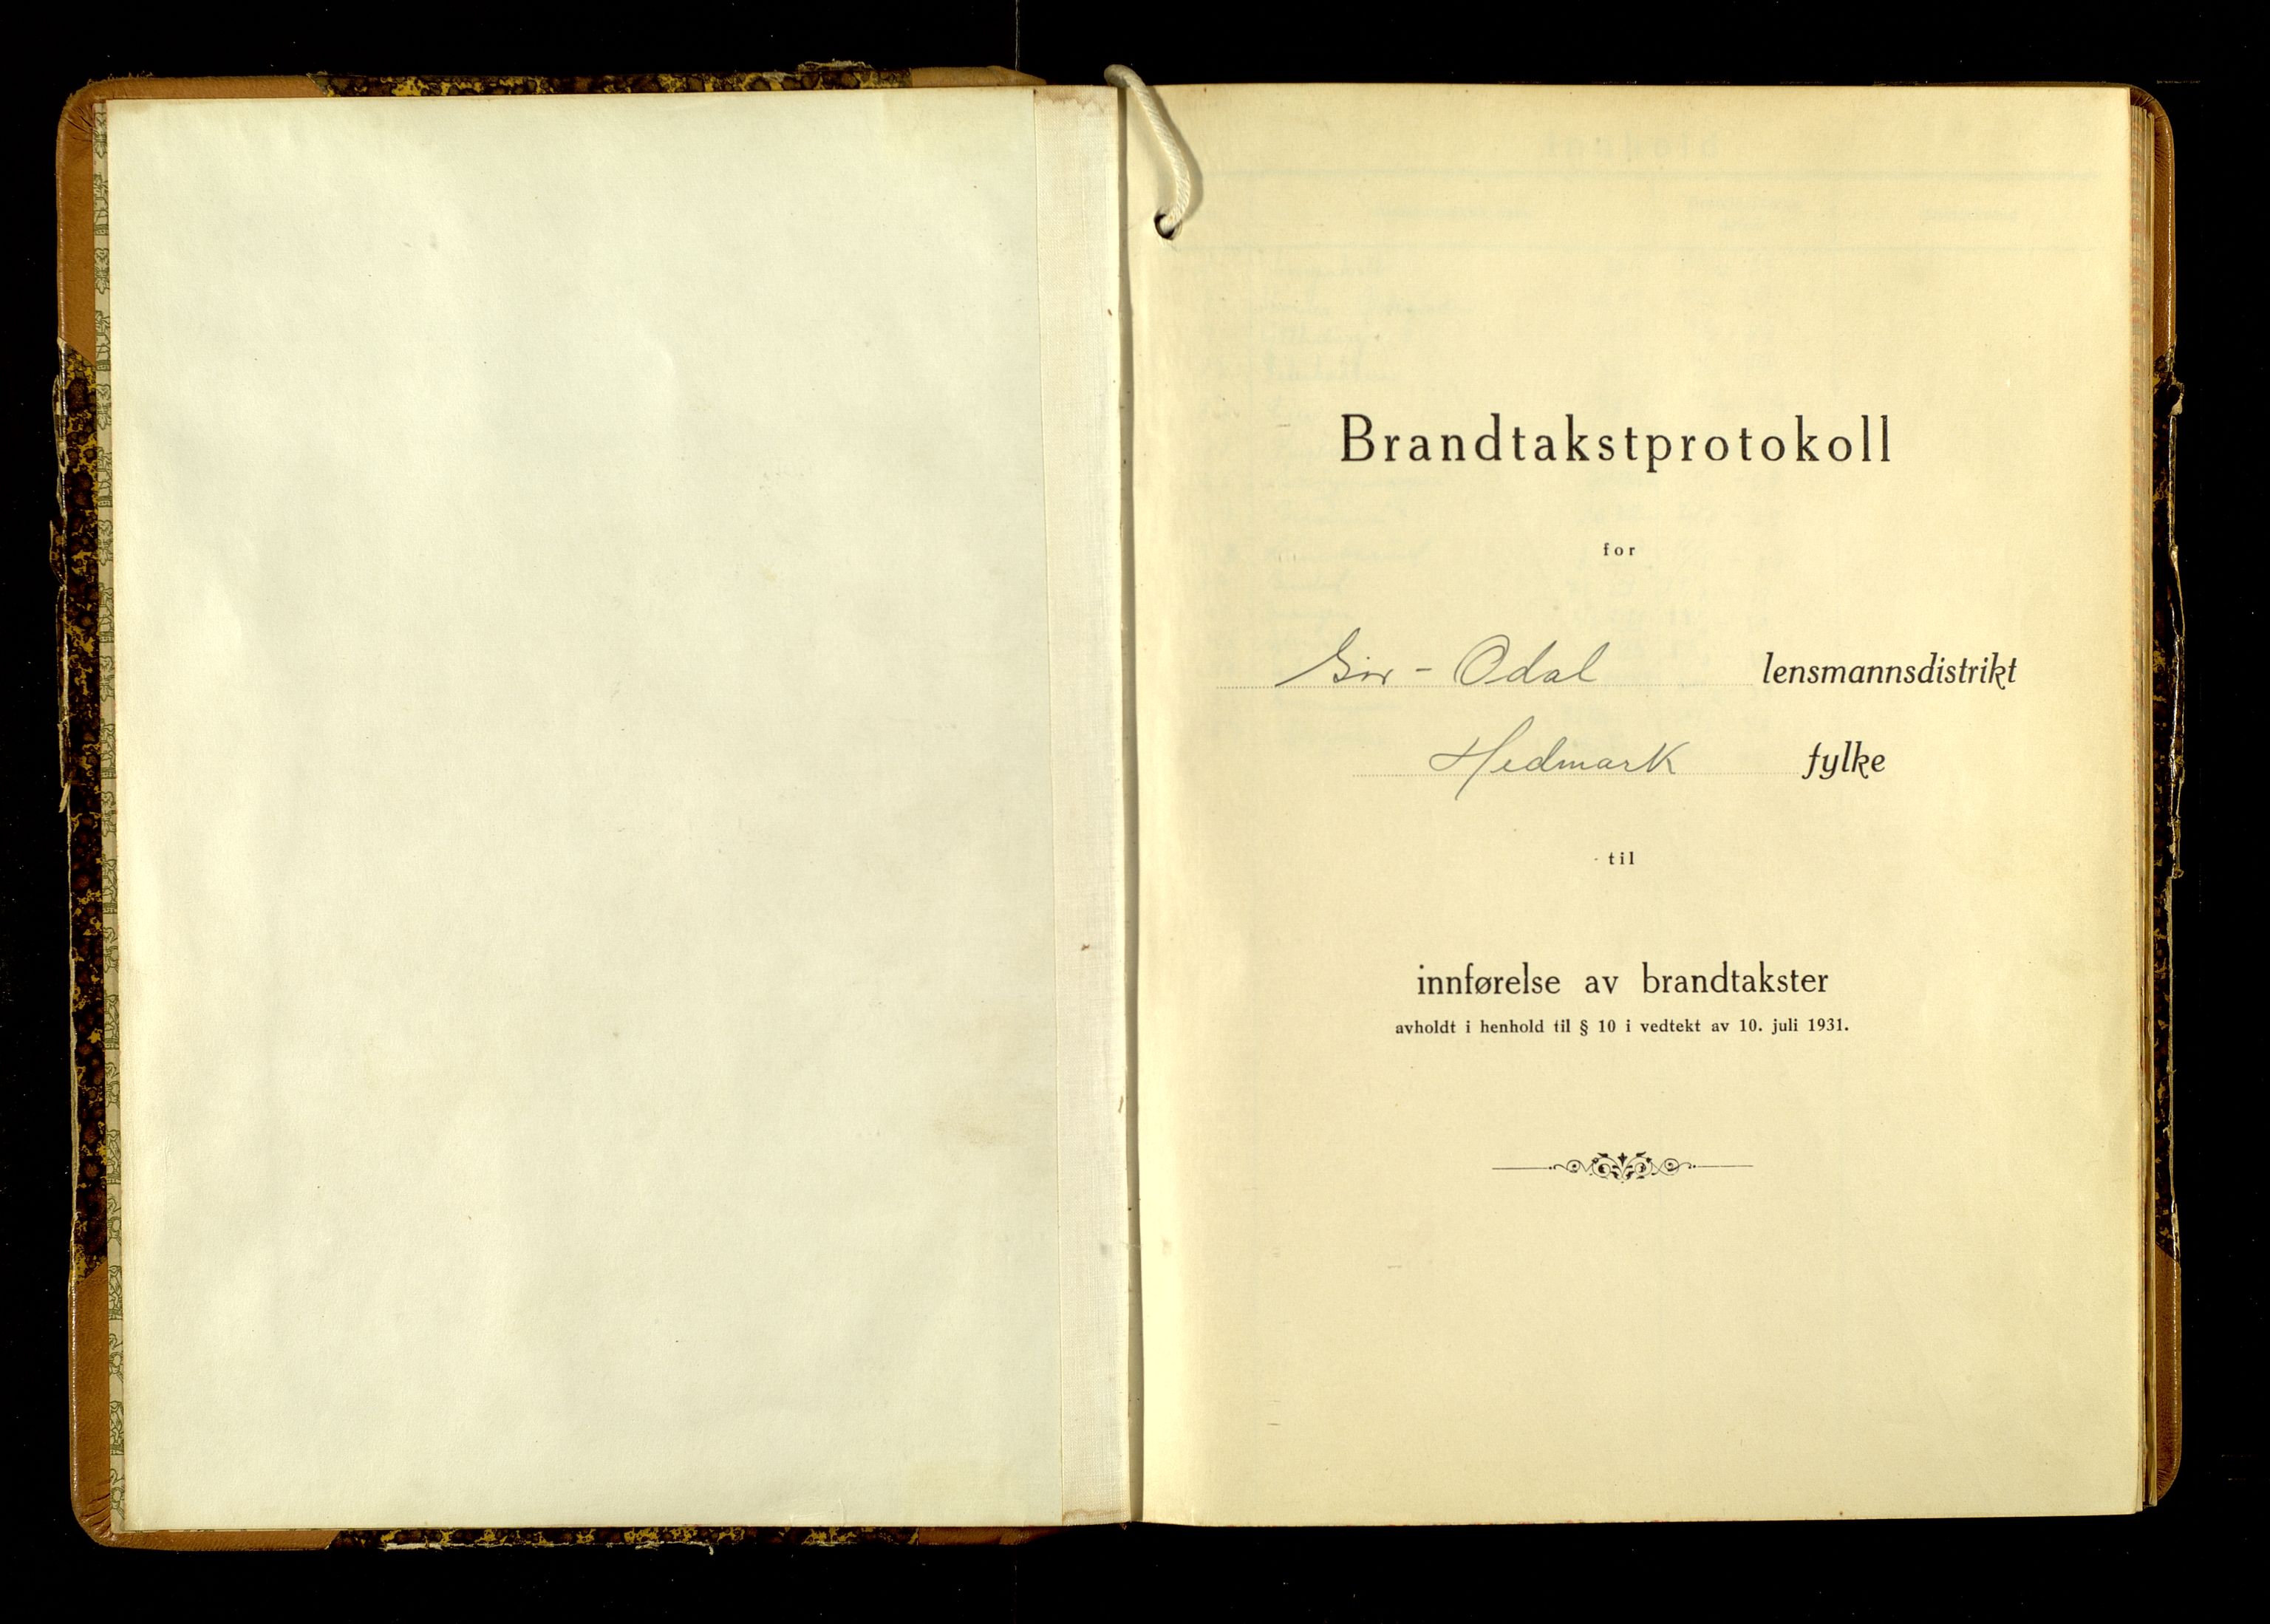 Brandtakstprotokoll
for
Sør - Odal lensmannsdistrikt
Hedmark fylke
til
innførelse av brandtakster
avholdt i henhold til § 10 i vedtekt av 10. juli 1931.